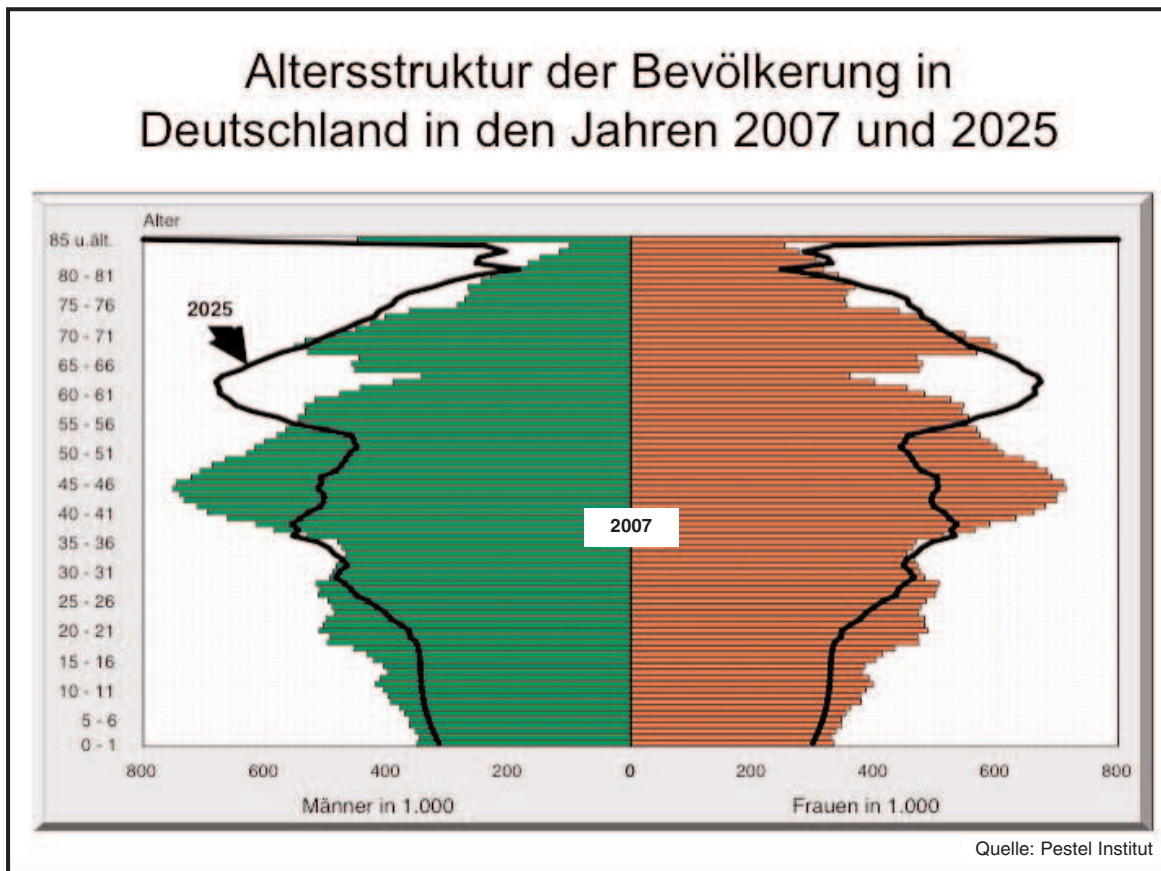 Altersstruktur der Bevölkerung in
Deutschland in den Jahren 2007 und 2025
Alter
85 u.ält.
80 - 81
75 - 76
70 - 71
65 - 66
60 - 61
55 - 56
50 - 51
45 - 46
40 - 41
35 - 36
30 - 31
25 - 26
20 - 21
15 - 16
10 - 11
5 - 6
0 - 1
2025
2007
800 600 400 200 0 200 400 600 800
Männer in 1.000 Frauen in 1.000
Quelle: Pestel Institut